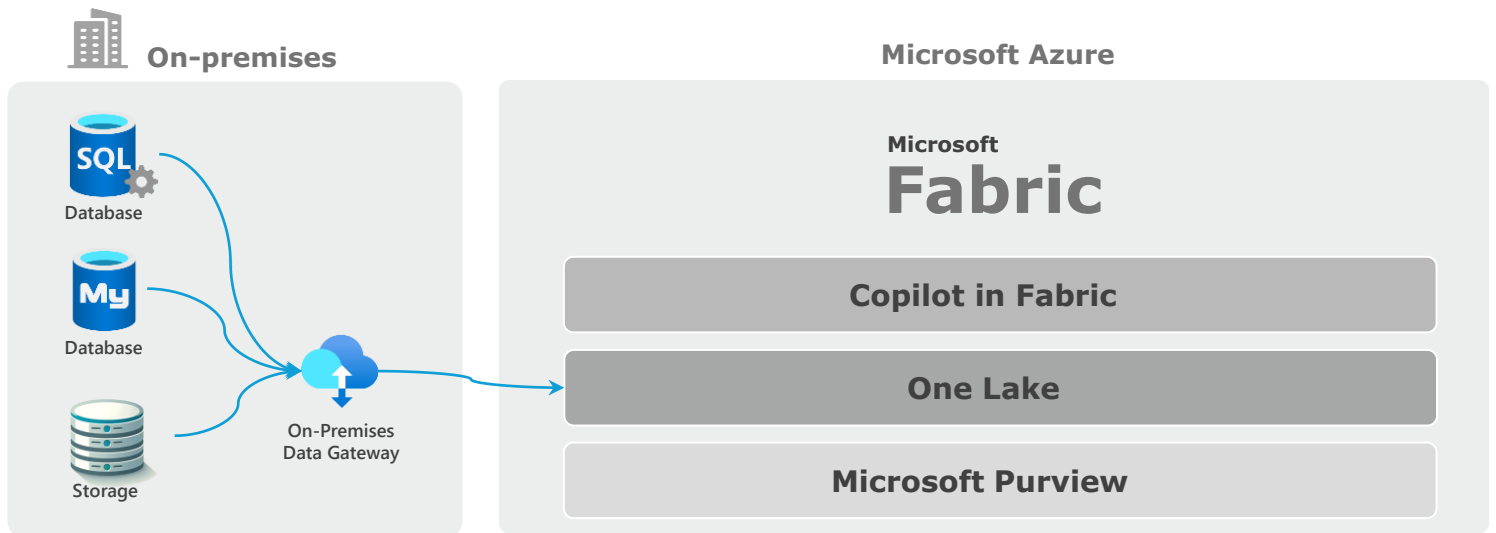 On-premises
Microsoft Azure
SQL
Database
My
Database
Storage
On-Premises
Data Gateway
Microsoft
Fabric
Copilot in Fabric
One Lake
Microsoft Purview